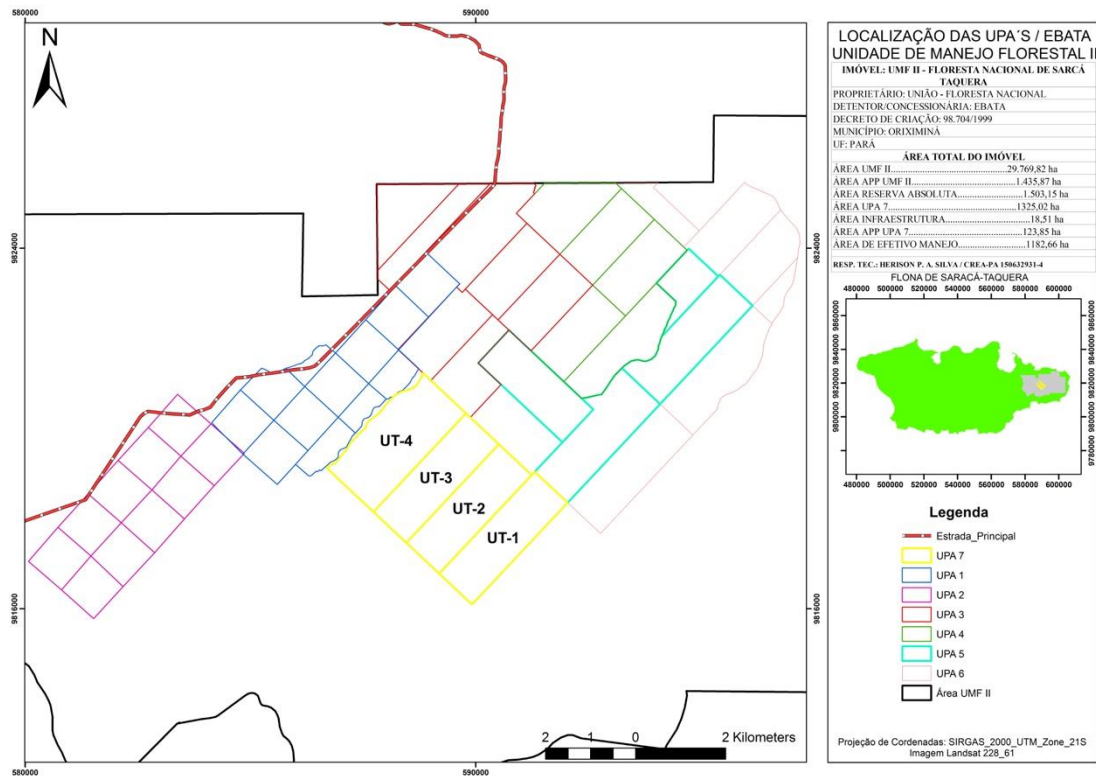 580000
590000
N
9824000
9824000
UT-4
UT-3
UT-2
UT-1
9816000
9816000
2 1 0 2 Kilometers
580000
590000
LOCALIZAÇÃO DAS UPA´S / EBATA
UNIDADE DE MANEJO FLORESTAL II
IMÓVEL: UMF II - FLORESTA NACIONAL DE SARCÁ
TAQUERA
PROPRIETÁRIO: UNIÃO - FLORESTA NACIONAL
DETENTOR/CONCESSIONÁRIA: EBATA
DECRETO DE CRIAÇÃO: 98.704/1999
MUNICÍPIO: ORIXIMINÁ
UF: PARÁ
ÁREA TOTAL DO IMÓVEL
ÁREA UMF II...................................................29.769,82 ha
ÁREA APP UMF II..........................................1.435,87 ha
ÁREA RESERVA ABSOLUTA.......................1.503,15 ha
ÁREA UPA 7...................................................1325,02 ha
ÁREA INFRAESTRUTURA..............................18,51 ha
ÁREA APP UPA 7.............................................123,85 ha
ÁREA DE EFETIVO MANEJO.......................1182,66 ha
RESP. TEC.: HERISON P. A. SILVA / CREA-PA 150632931-4
FLONA DE SARACÁ-TAQUERA
480000 500000 520000 540000 560000 580000 600000
9860000
9860000
9840000
9840000
9820000
9820000
9800000
9800000
9780000
9780000
480000 500000 520000 540000 560000 580000 600000
Legenda
Estrada_Principal
UPA 7
UPA 1
UPA 2
UPA 3
UPA 4
UPA 5
UPA 6
Área UMF II
Projeção de Cordenadas: SIRGAS_2000_UTM_Zone_21S
Imagem Landsat 228_61